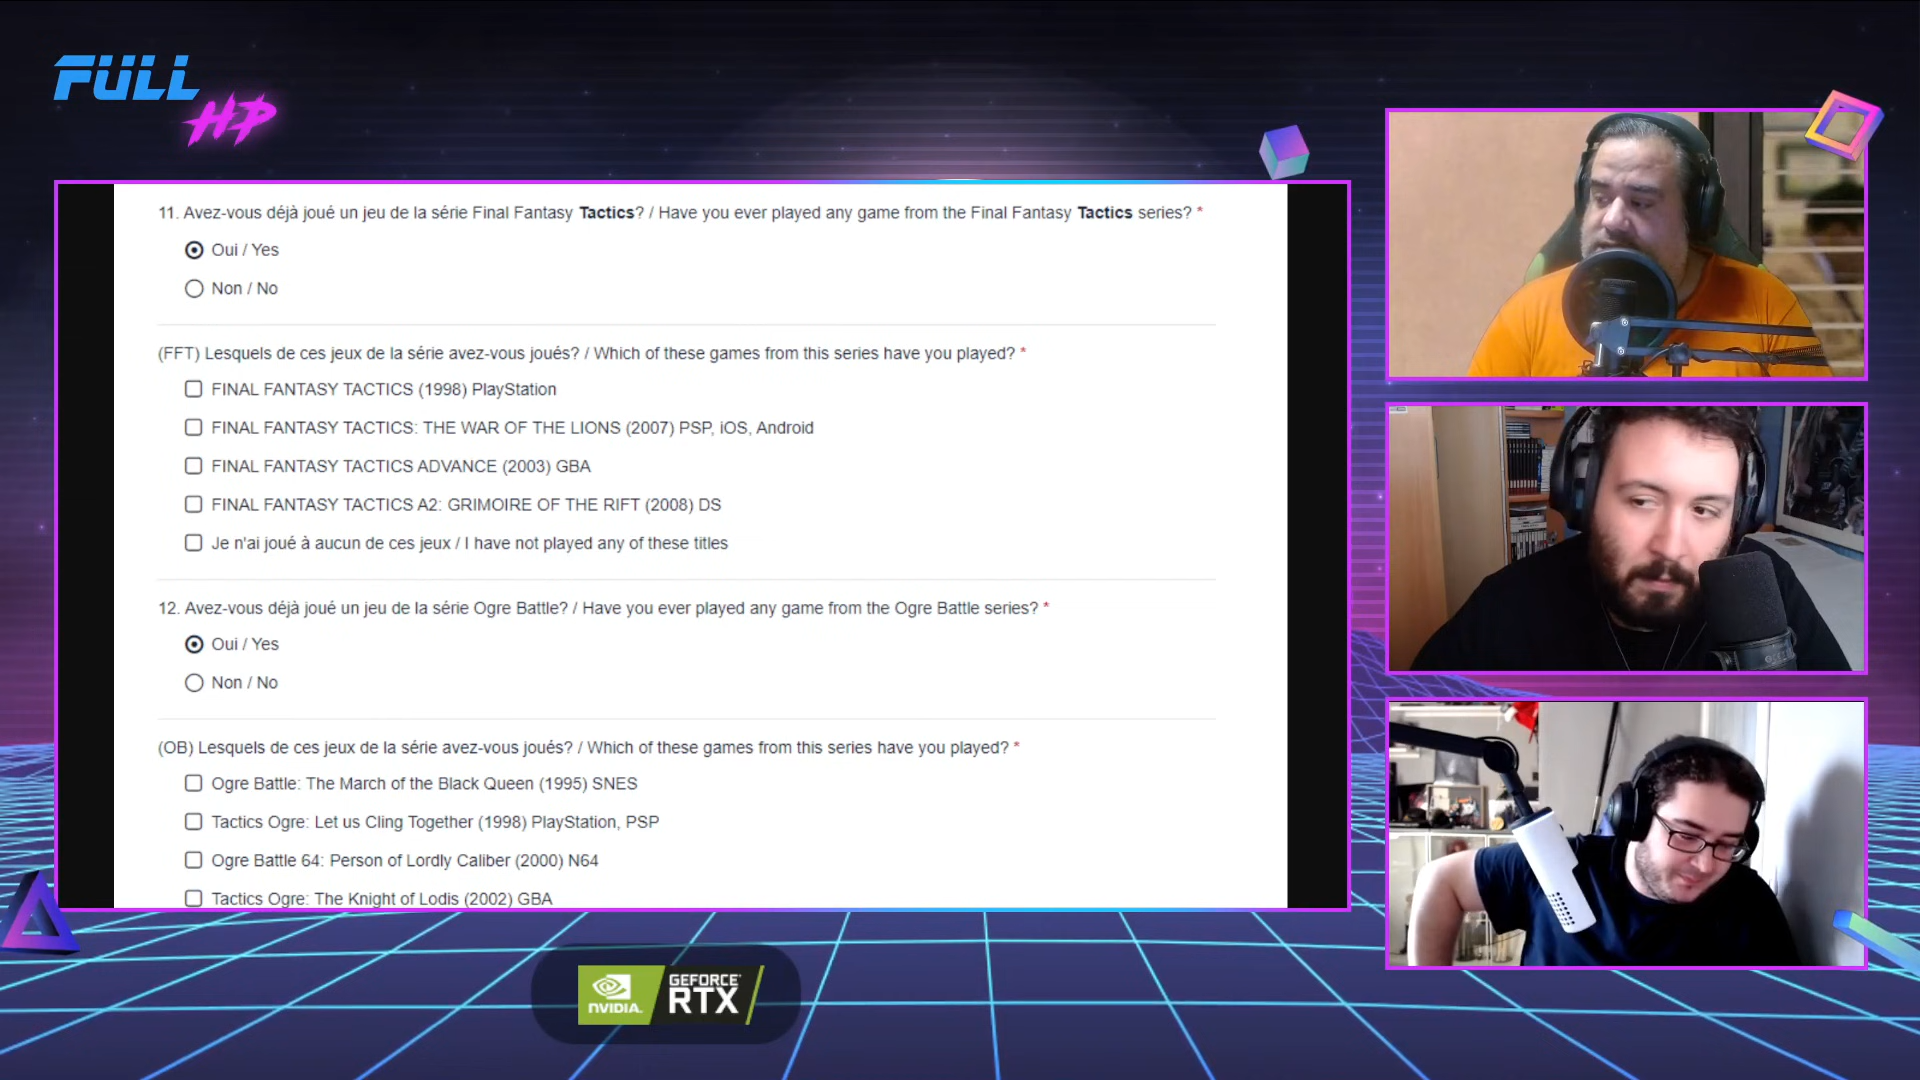 FULL
HP
11. Avez-vous déjà joué un jeu de la série Final Fantasy Tactics? / Have you ever played any game from the Final Fantasy Tactics series? *
Oui / Yes
Non / No
(FFT) Lesquels de ces jeux de la série avez-vous joués? / Which of these games from this series have you played? *
FINAL FANTASY TACTICS (1998) PlayStation
FINAL FANTASY TACTICS: THE WAR OF THE LIONS (2007) PSP, iOS, Android
FINAL FANTASY TACTICS ADVANCE (2003) GBA
FINAL FANTASY TACTICS A2: GRIMOIRE OF THE RIFT (2008) DS
Je n'ai joué à aucun de ces jeux / I have not played any of these titles
12. Avez-vous déjà joué un jeu de la série Ogre Battle? / Have you ever played any game from the Ogre Battle series? *
Oui / Yes
Non / No
(OB) Lesquels de ces jeux de la série avez-vous joués? / Which of these games from this series have you played? *
Ogre Battle: The March of the Black Queen (1995) SNES
Tactics Ogre: Let us Cling Together (1998) PlayStation, PSP
Ogre Battle 64: Person of Lordly Caliber (2000) N64
Tactics Ogre: The Knight of Lodis (2002) GBA
NVIDIA.
GEFORCE
RTX